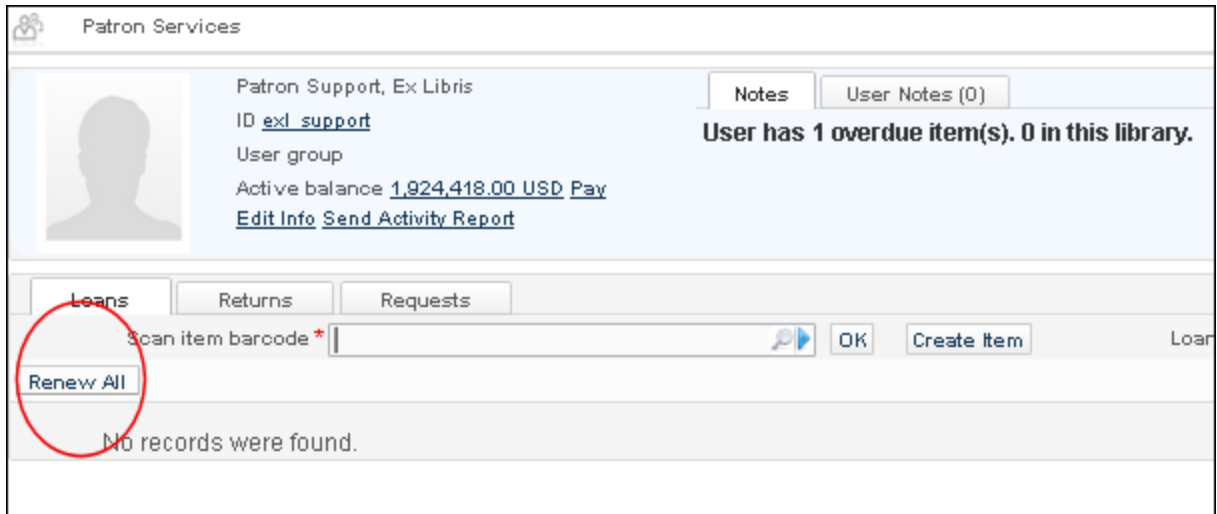 Patron Services
Patron Support, Ex Libris
ID exl_support
User group
Active balance 1,924,418.00 USD Pay
Edit Info Send Activity Report
Notes User Notes (0)
User has 1 overdue item(s). 0 in this library.
Loans Returns Requests
Scan item barcode * OK Create Item Loan
Renew All
No records were found.